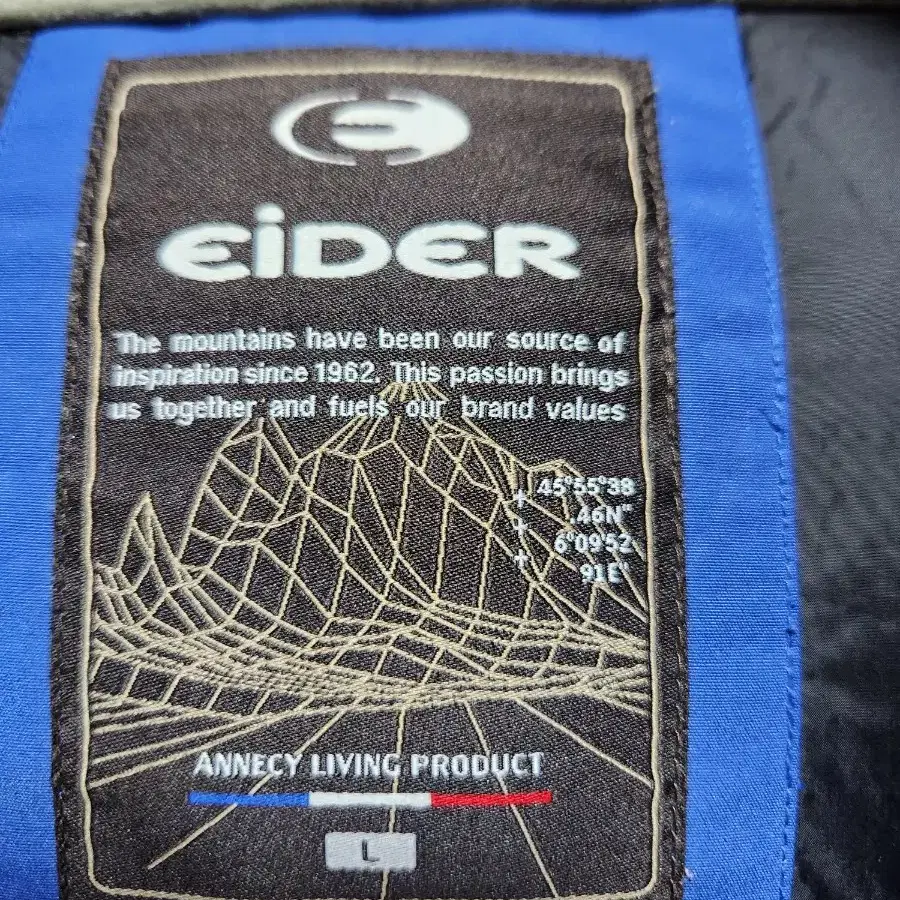 EiDER
The mountains have been our source of
inspiration since 1962. This passion brings
us together and fuels our brand values
45°55'38
.46N"
6°09'52
91E'
ANNECY LIVING PRODUCT
L